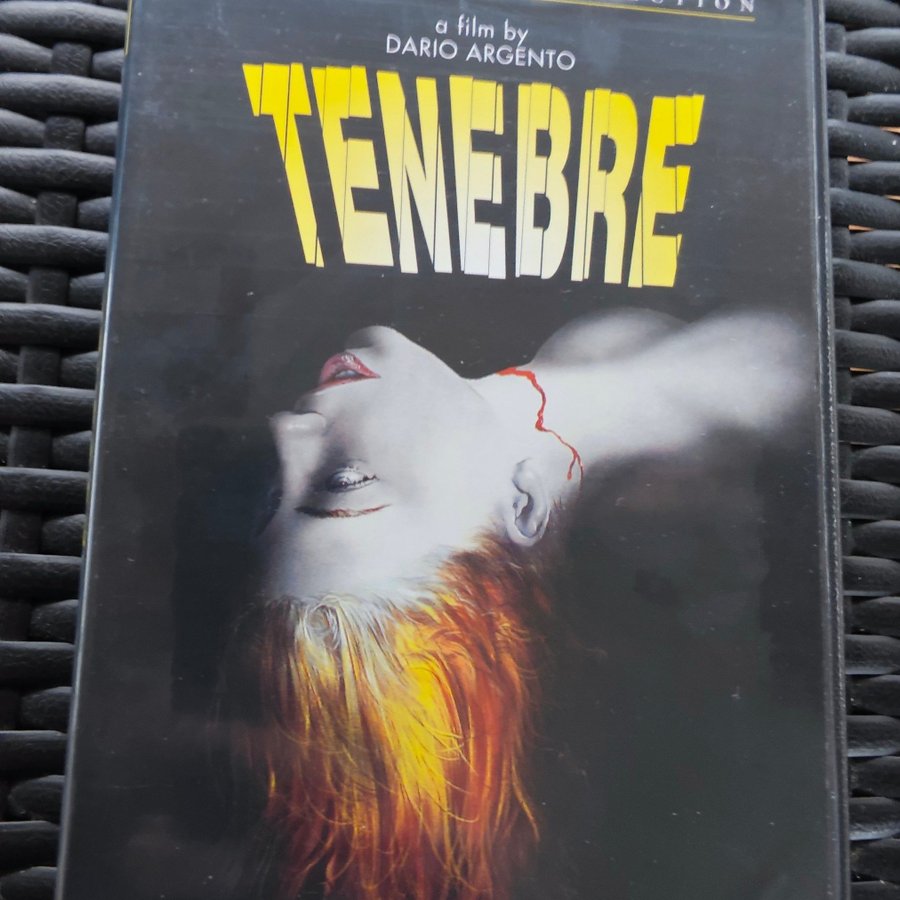 a film by
DARIO ARGENTO
TENEBRE